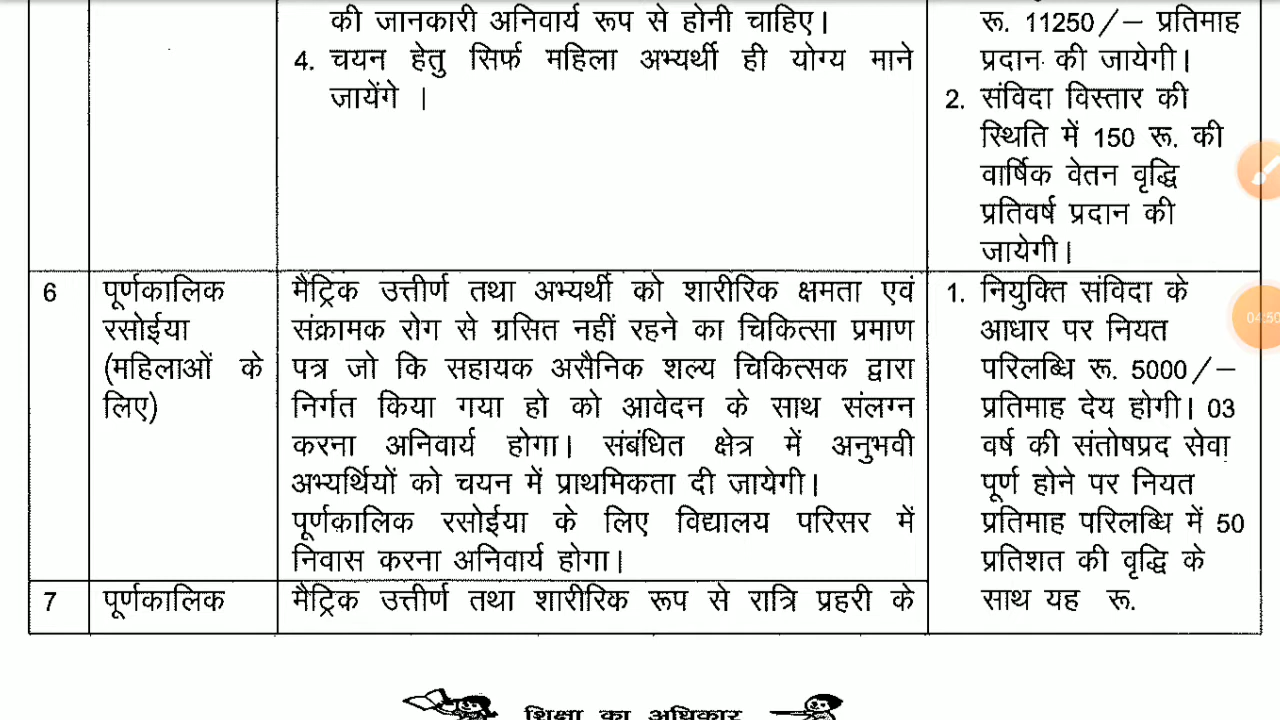 की जानकारी अनिवार्य रूप से होनी चाहिए।
4. चयन हेतु सिर्फ महिला अभ्यर्थी ही योग्य माने
जायेंगे ।
रू. 11250/– प्रतिमाह
प्रदान की जायेगी।
2. संविदा विस्तार की
स्थिति में 150 रू. की
वार्षिक वेतन वृद्धि
प्रतिवर्ष प्रदान की
जायेगी।
6
पूर्णकालिक
रसोईया
(महिलाओं के
लिए)
मैट्रिक उत्तीर्ण तथा अभ्यर्थी को शारीरिक क्षमता एवं
संक्रामक रोग से ग्रसित नहीं रहने का चिकित्सा प्रमाण
पत्र जो कि सहायक असैनिक शल्य चिकित्सक द्वारा
निर्गत किया गया हो को आवेदन के साथ संलग्न
करना अनिवार्य होगा। संबंधित क्षेत्र में अनुभवी
अभ्यर्थियों को चयन में प्राथमिकता दी जायेगी।
पूर्णकालिक रसोईया के लिए विद्यालय परिसर में
निवास करना अनिवार्य होगा।
1. नियुक्ति संविदा के
आधार पर नियत
परिलब्धि रू. 5000/–
प्रतिमाह देय होगी। 03
वर्ष की संतोषप्रद सेवा
पूर्ण होने पर नियत
प्रतिमाह परिलब्धि में 50
प्रतिशत की वृद्धि के
साथ यह रू.
7
पूर्णकालिक
मैट्रिक उत्तीर्ण तथा शारीरिक रूप से रात्रि प्रहरी के
शिक्षा का अधिकार
04:50